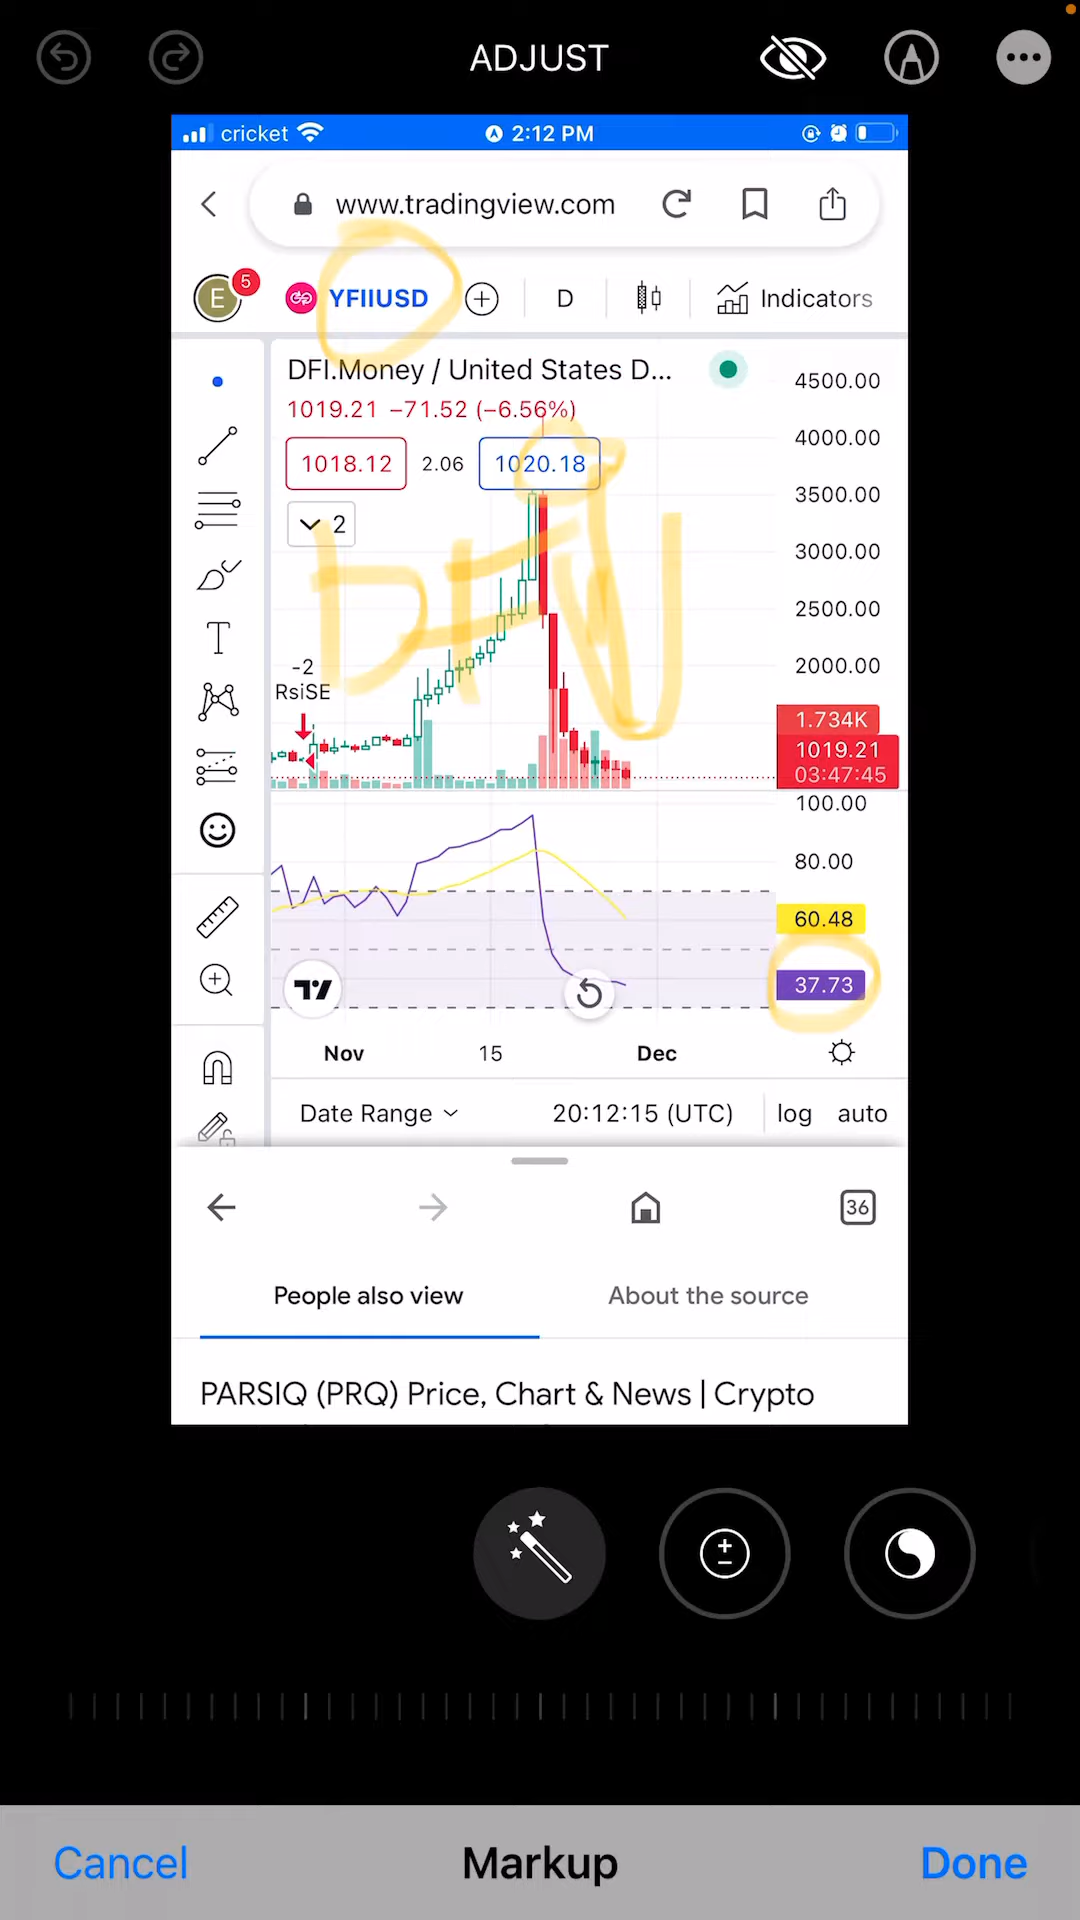 ADJUST
cricket 2:12 PM
www.tradingview.com
E 5 YFIIUSD D Indicators
DFI.Money / United States D...
1019.21 −71.52 (−6.56%)
1018.12 2.06 1020.18
2
4500.00
4000.00
3500.00
3000.00
2500.00
2000.00
-2
RsiSE
1.734K
1019.21
03:47:45
100.00
80.00
60.48
37.73
Nov 15 Dec
Date Range 20:12:15 (UTC) log auto
36
People also view About the source
PARSIQ (PRQ) Price, Chart & News | Crypto
Cancel Markup Done